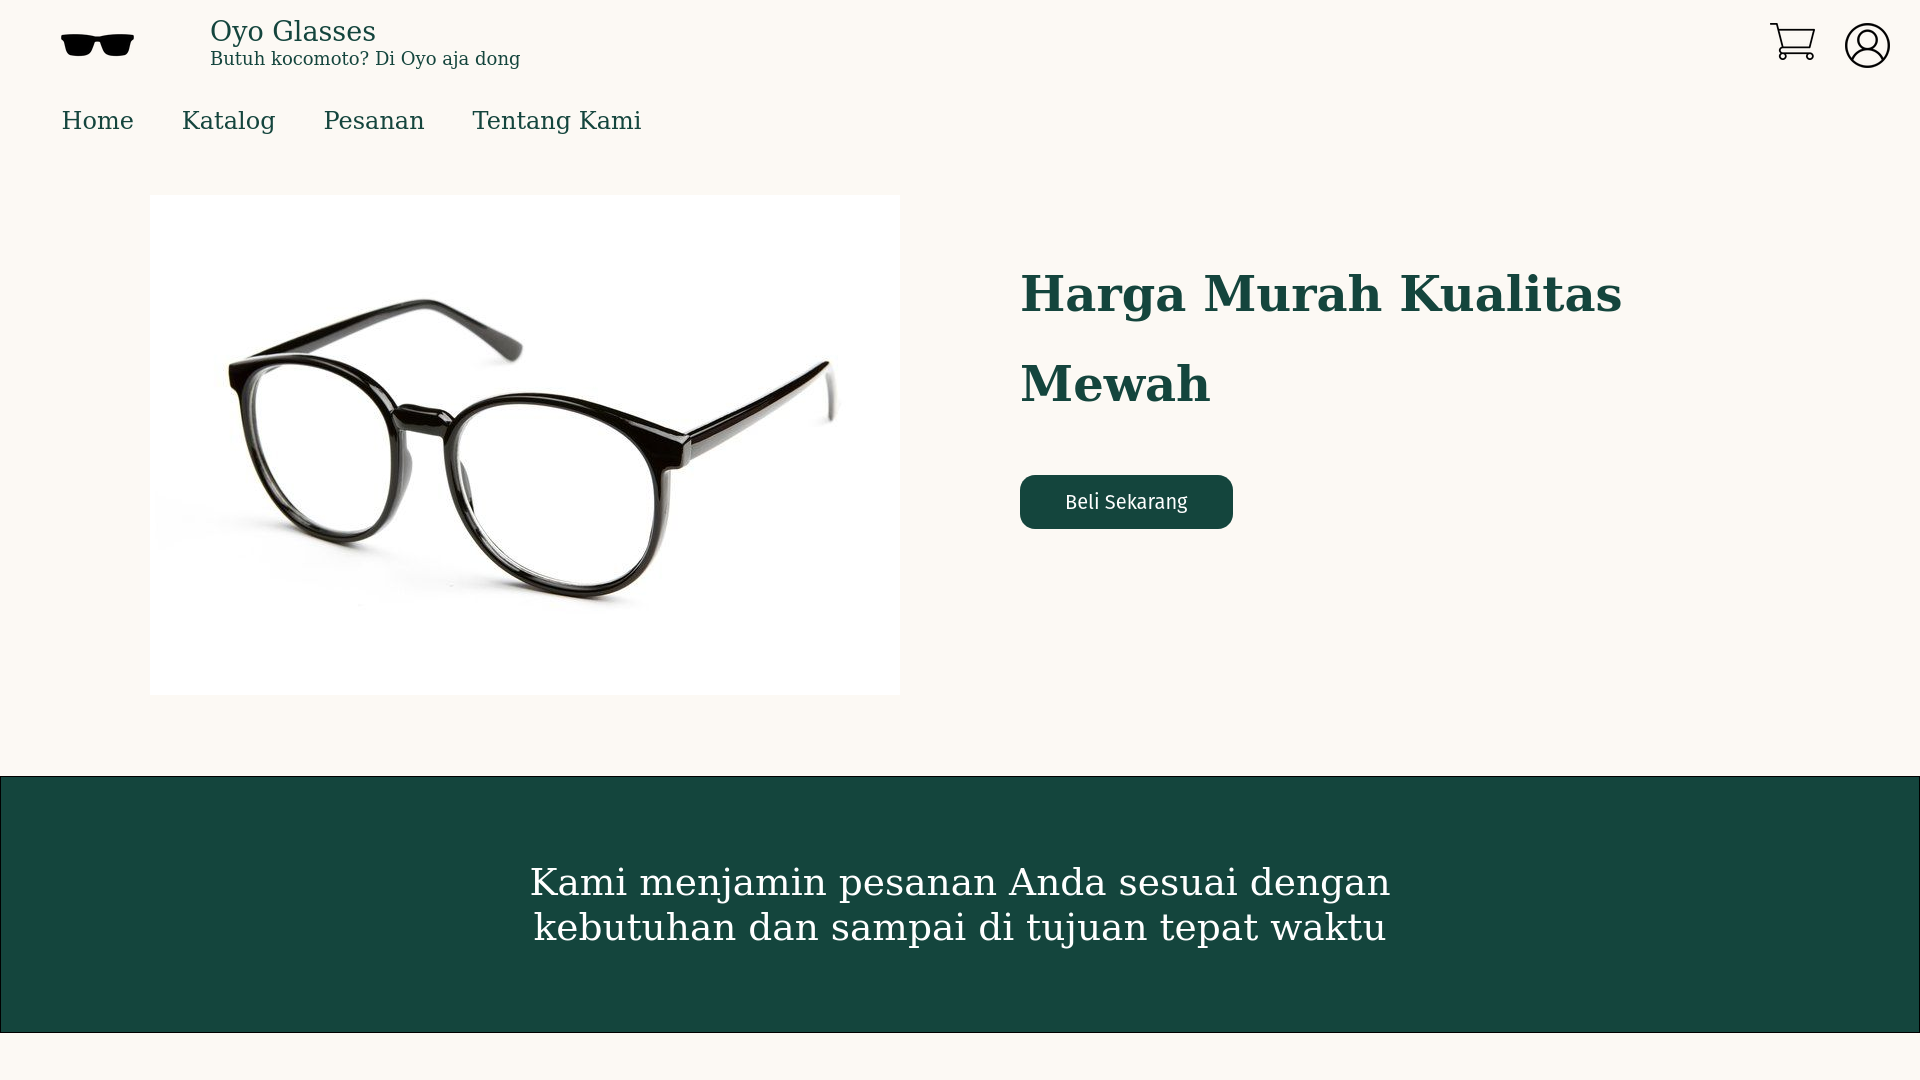 Oyo Glasses
Butuh kocomoto? Di Oyo aja dong
Home Katalog Pesanan Tentang Kami
Harga Murah Kualitas
Mewah
Beli Sekarang
Kami menjamin pesanan Anda sesuai dengan
kebutuhan dan sampai di tujuan tepat waktu